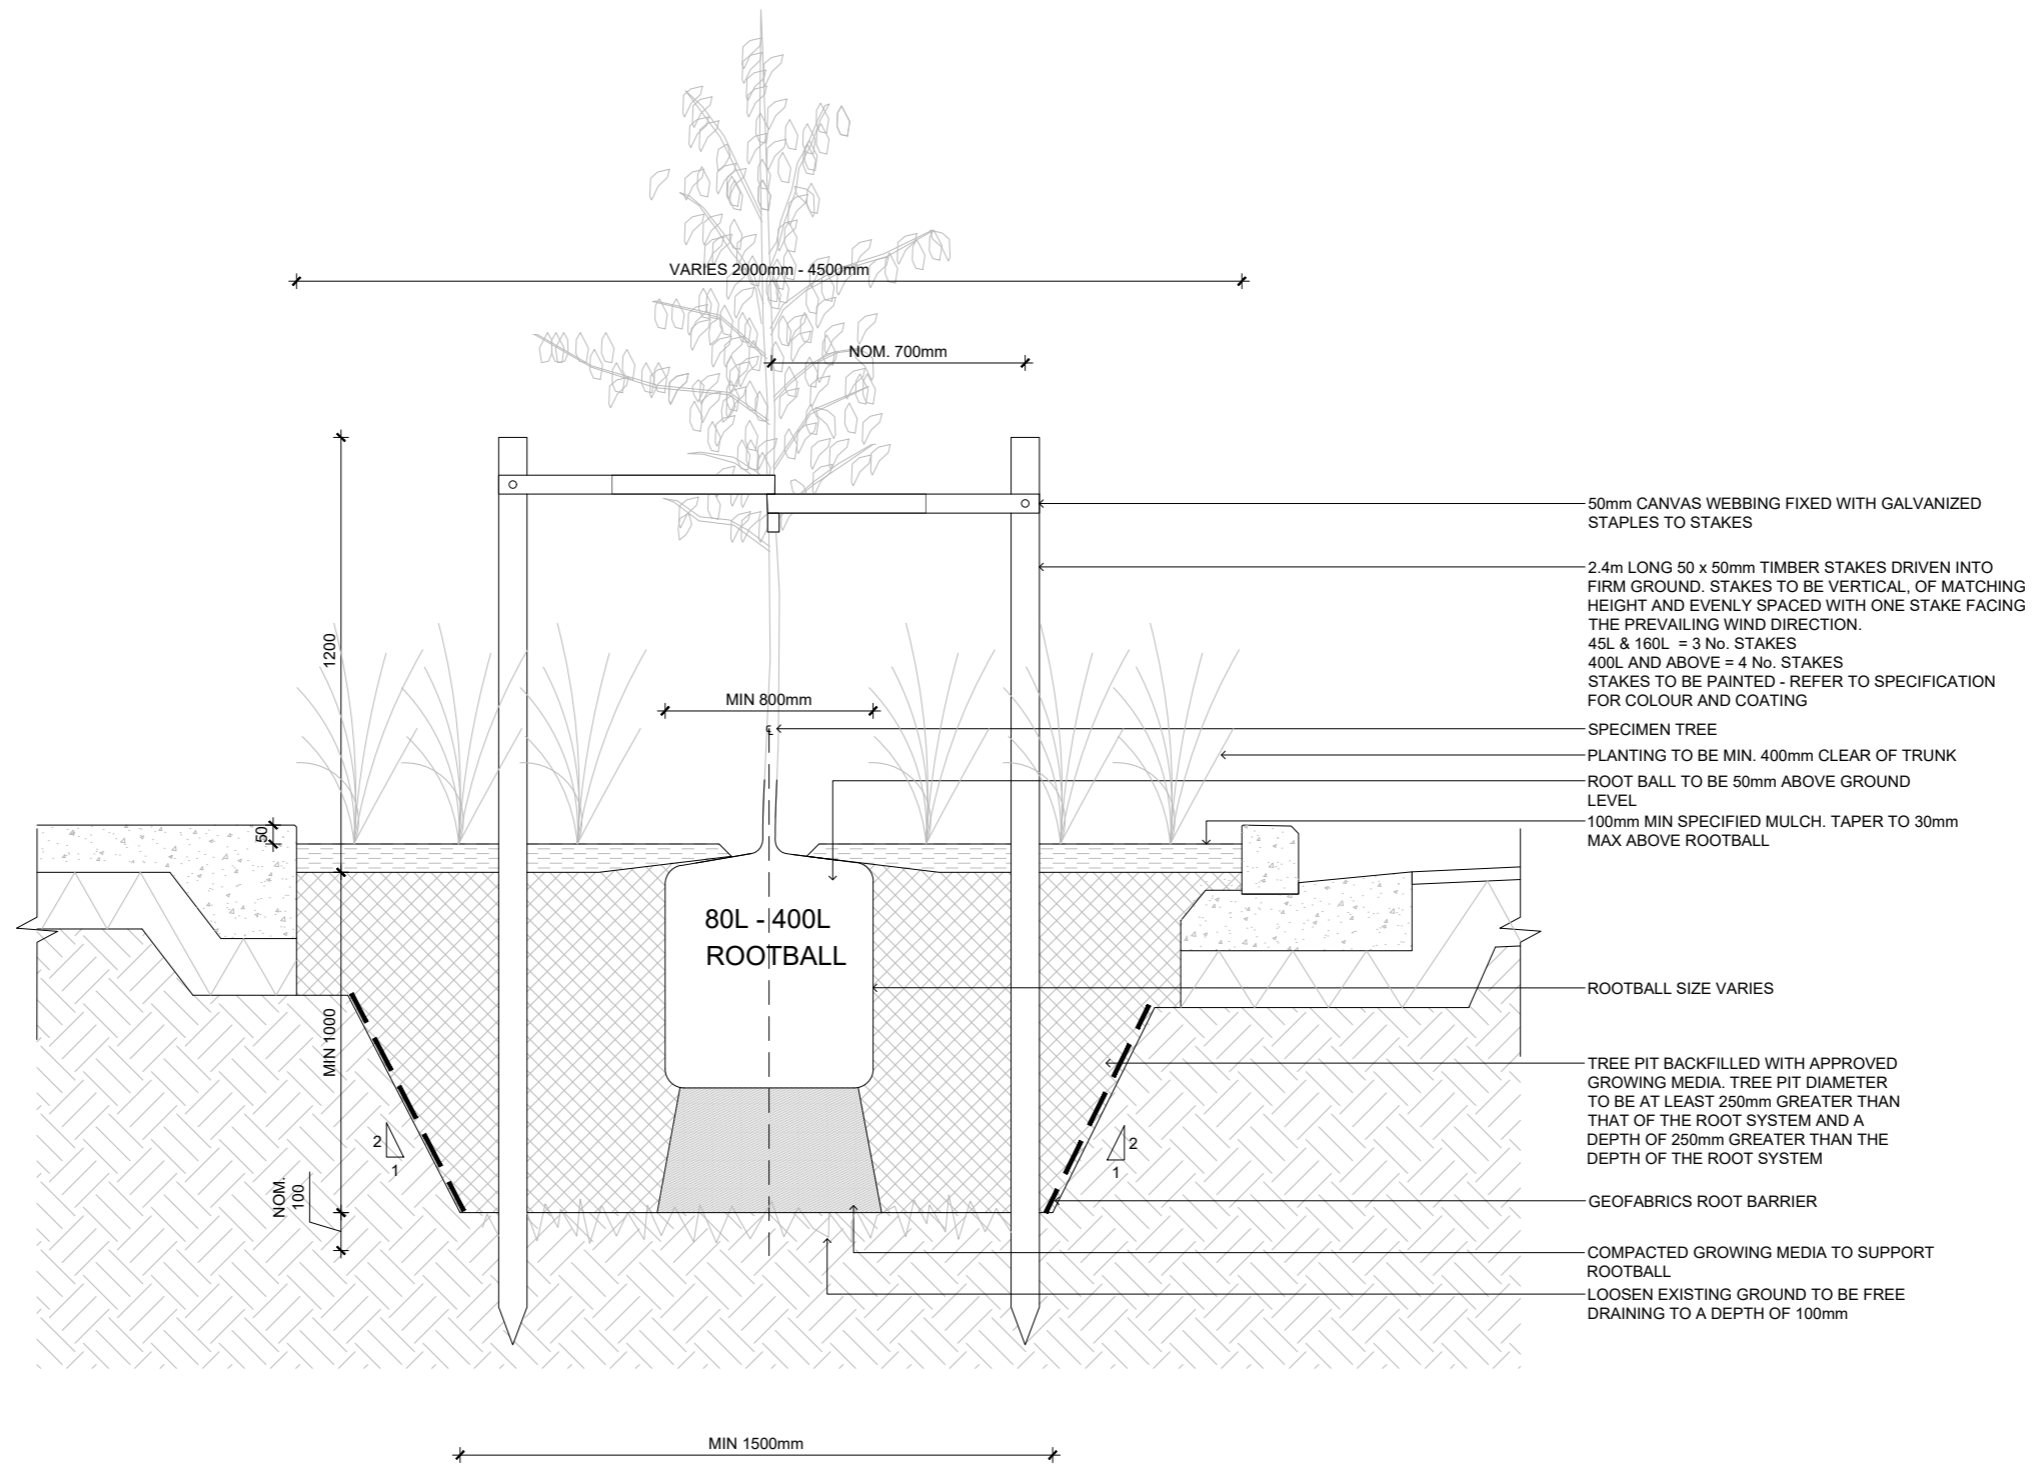 VARIES 2000mm - 4500mm
NOM. 700mm
50mm CANVAS WEBBING FIXED WITH GALVANIZED
STAPLES TO STAKES
2.4m LONG 50 x 50mm TIMBER STAKES DRIVEN INTO
FIRM GROUND. STAKES TO BE VERTICAL, OF MATCHING
HEIGHT AND EVENLY SPACED WITH ONE STAKE FACING
THE PREVAILING WIND DIRECTION.
45L & 160L = 3 No. STAKES
400L AND ABOVE = 4 No. STAKES
STAKES TO BE PAINTED - REFER TO SPECIFICATION
FOR COLOUR AND COATING
1200
MIN 800mm
SPECIMEN TREE
PLANTING TO BE MIN. 400mm CLEAR OF TRUNK
ROOT BALL TO BE 50mm ABOVE GROUND
LEVEL
100mm MIN SPECIFIED MULCH. TAPER TO 30mm
MAX ABOVE ROOTBALL
50
80L - 400L
ROOTBALL
ROOTBALL SIZE VARIES
MIN 1000
TREE PIT BACKFILLED WITH APPROVED
GROWING MEDIA. TREE PIT DIAMETER
TO BE AT LEAST 250mm GREATER THAN
THAT OF THE ROOT SYSTEM AND A
DEPTH OF 250mm GREATER THAN THE
DEPTH OF THE ROOT SYSTEM
2
1
2
1
NOM.
100
GEOFABRICS ROOT BARRIER
COMPACTED GROWING MEDIA TO SUPPORT
ROOTBALL
LOOSEN EXISTING GROUND TO BE FREE
DRAINING TO A DEPTH OF 100mm
MIN 1500mm